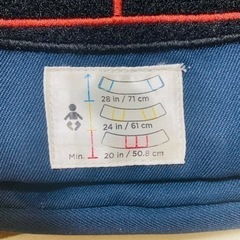 28 in / 71 cm
24 in / 61 cm
Min. 20 in / 50.8 cm